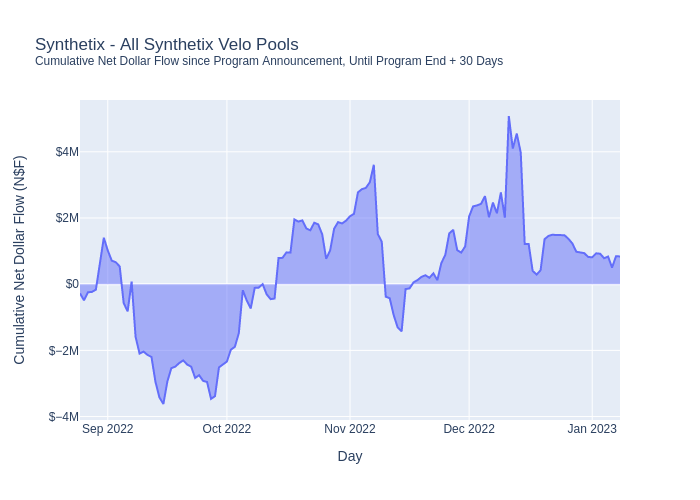 Synthetix - All Synthetix Velo Pools
Cumulative Net Dollar Flow since Program Announcement, Until Program End + 30 Days
Cumulative Net Dollar Flow (N$F)
$4M
$2M
$0
$−2M
$−4M
Sep 2022
Oct 2022
Nov 2022
Dec 2022
Jan 2023
Day